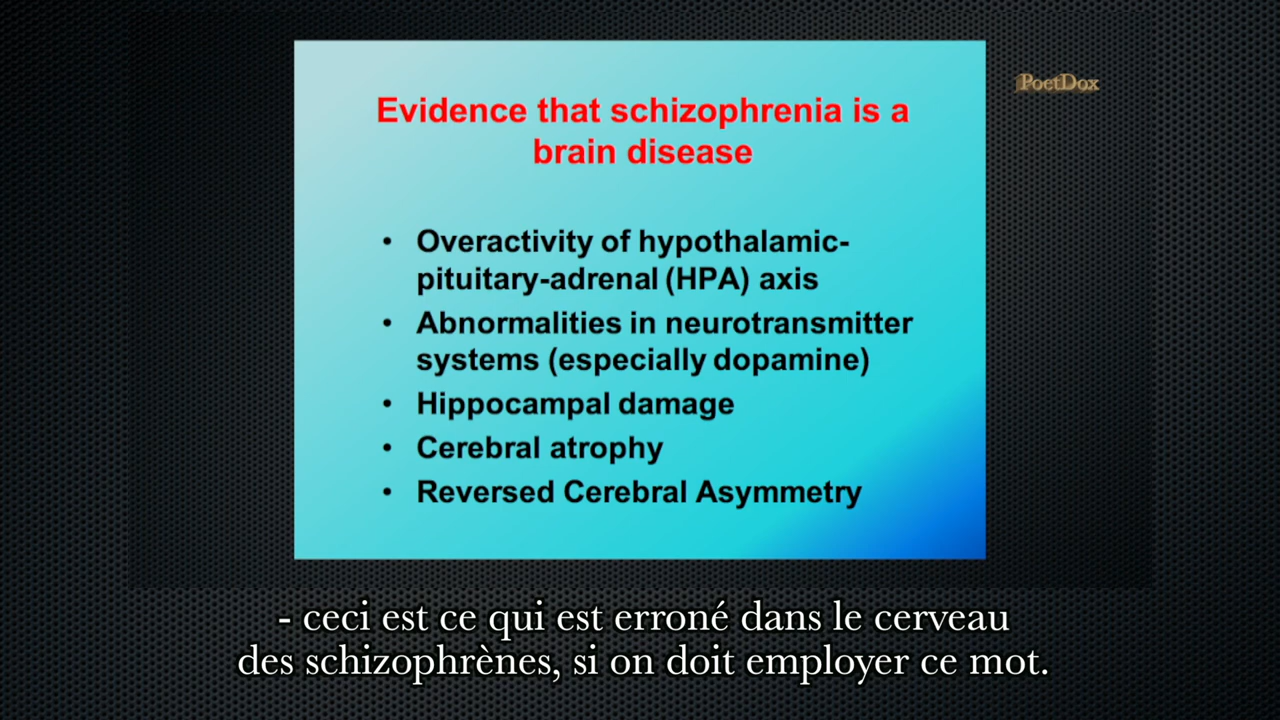 PoetDox
Evidence that schizophrenia is a
brain disease
• Overactivity of hypothalamic-
pituitary-adrenal (HPA) axis
• Abnormalities in neurotransmitter
systems (especially dopamine)
• Hippocampal damage
• Cerebral atrophy
• Reversed Cerebral Asymmetry
- ceci est ce qui est erroné dans le cerveau
des schizophrènes, si on doit employer ce mot.